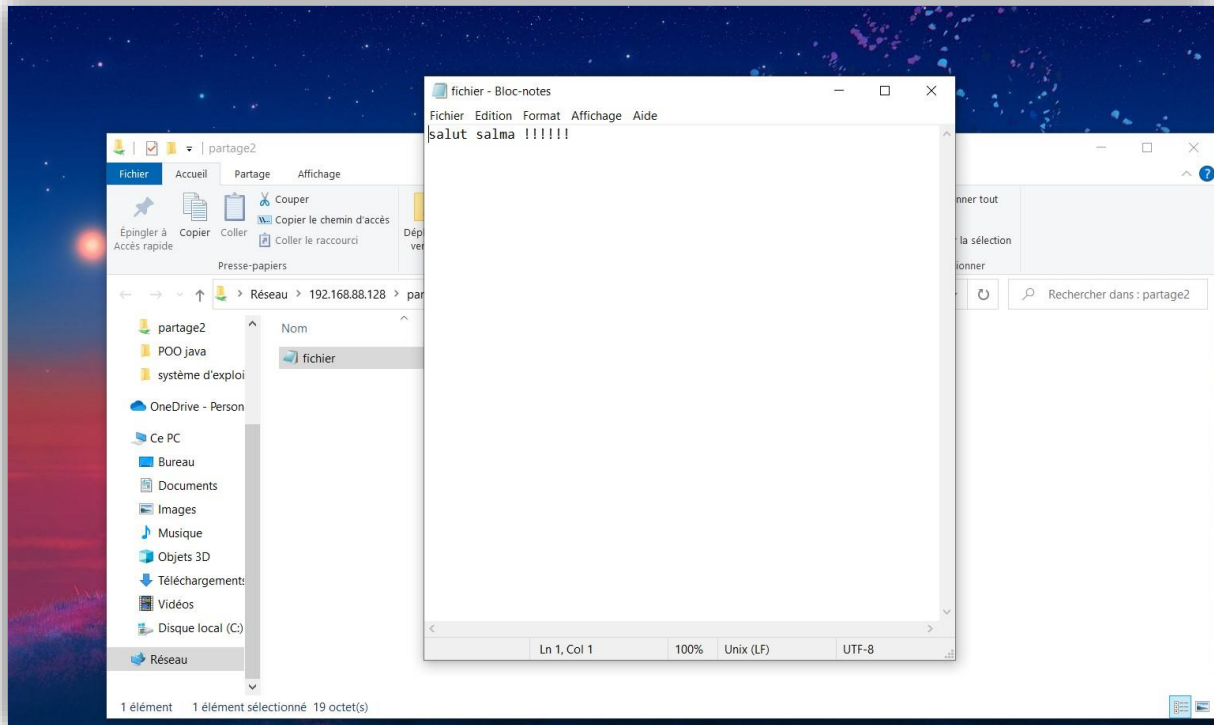 fichier - Bloc-notes
Fichier Edition Format Affichage Aide
salut salma !!!!!!
partage2
Fichier Accueil Partage Affichage
Épingler à
Accès rapide
Copier
Coller
Couper
Copier le chemin d'accès
Coller le raccourci
Presse-papiers
la sélection
Réseau > 192.168.88.128 >
Rechercher dans : partage2
partage2
POO java
système d'exploi
OneDrive - Person
Ce PC
Bureau
Documents
Images
Musique
Objets 3D
Téléchargements
Vidéos
Disque local (C:)
Réseau
Nom
fichier
Ln 1, Col 1 100% Unix (LF) UTF-8
1 élément 1 élément sélectionné 19 octet(s)